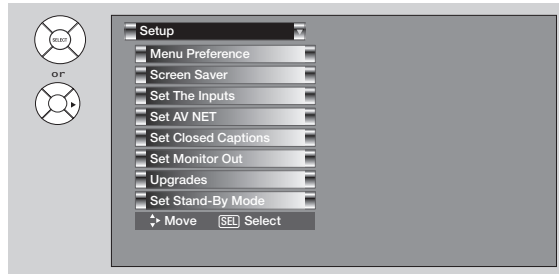 SELECT
or
Setup
Menu Preference
Screen Saver
Set The Inputs
Set AV NET
Set Closed Captions
Set Monitor Out
Upgrades
Set Stand-By Mode
Move SEL Select